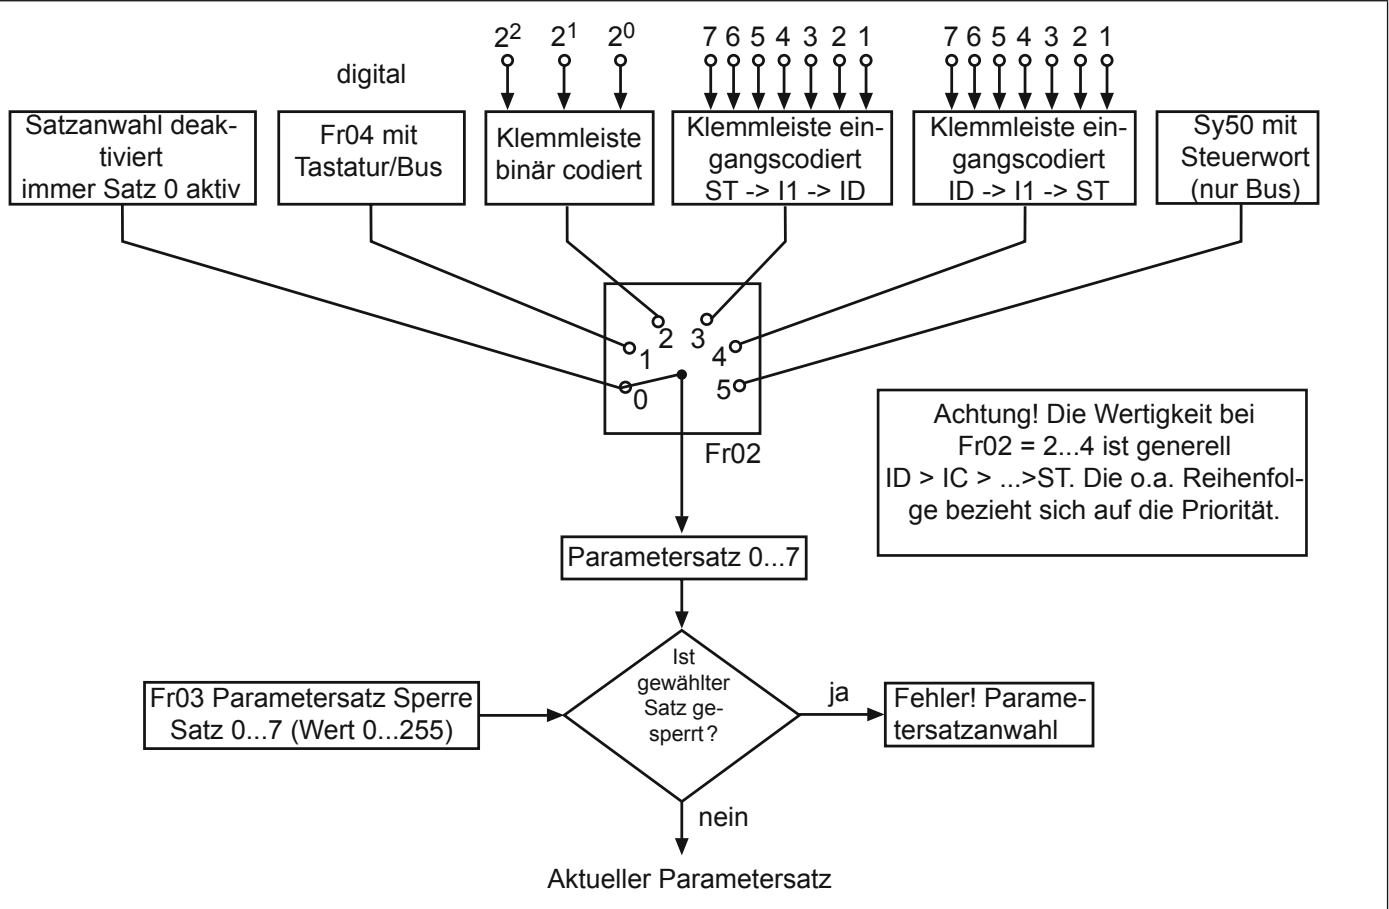 2² 2¹ 2⁰
7 6 5 4 3 2 1
7 6 5 4 3 2 1
digital
Satzanwahl deak-
tiviert
immer Satz 0 aktiv
Fr04 mit
Tastatur/Bus
Klemmleiste
binär codiert
Klemmleiste ein-
gangscodiert
ST -> I1 -> ID
Klemmleiste ein-
gangscodiert
ID -> I1 -> ST
Sy50 mit
Steuerwort
(nur Bus)
2
3
1
4
0
5
Fr02
Achtung! Die Wertigkeit bei
Fr02 = 2...4 ist generell
ID > IC > ...>ST. Die o.a. Reihenfol-
ge bezieht sich auf die Priorität.
Parametersatz 0...7
Ist
gewählter
Satz ge-
sperrt ?
Fr03 Parametersatz Sperre
Satz 0...7 (Wert 0...255)
ja
Fehler! Parame-
tersatzanwahl
nein
Aktueller Parametersatz